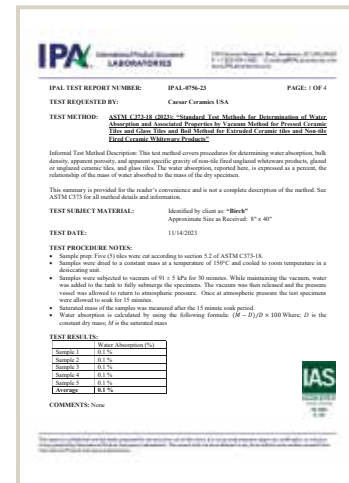 IPA
International Product Assurance
LABORATORIES
IPAL TEST REPORT NUMBER: IPAL-0756-23 PAGE: 1 OF 4
TEST REQUESTED BY: Caesar Ceramics USA
TEST METHOD: ASTM C373-18 (2023): "Standard Test Methods for Determination of Water
Absorption and Associated Properties by Vacuum Method for Pressed Ceramic
Tiles and Glass Tiles and Boil Method for Extruded Ceramic tiles and Non-tile
Fired Ceramic Whiteware Products"
Informal Test Method Description: This test method covers procedures for determining water absorption, bulk
density, apparent porosity, and apparent specific gravity of non-tile fired unglazed whiteware products, glazed
or unglazed ceramic tiles, and glass tiles. The water absorption, reported here, is expressed as a percent, the
relationship of the mass of water absorbed to the mass of the dry specimen.
This summary is provided for the reader's convenience and is not a complete description of the method. See
ASTM C373 for all method details and information.
TEST SUBJECT MATERIAL: Identified by client as: "Birch"
Approximate Size as Received: 8" x 40"
TEST DATE: 11/14/2023
TEST PROCEDURE NOTES:
• Sample prep: Five (5) tiles were cut according to section 5.2 of ASTM C373-18.
• Samples were dried to a constant mass at a temperature of 150°C and cooled to room temperature in a
desiccating unit.
• Samples were subjected to vacuum of 91 ± 5 kPa for 30 minutes. While maintaining the vacuum, water
was added to the tank to fully submerge the specimens. The vacuum was then released and the pressure
vessel was allowed to return to atmospheric pressure. Once at atmospheric pressure the test specimens
were allowed to soak for 15 minutes.
• Saturated mass of the samples was measured after the 15 minute soak period.
• Water absorption is calculated by using the following formula: (M − D)/D × 100 Where; D is the
constant dry mass; M is the saturated mass
TEST RESULTS:
Water Absorption (%)
Sample 1 0.1 %
Sample 2 0.1 %
Sample 3 0.1 %
Sample 4 0.1 %
Sample 5 0.1 %
Average 0.1 %
COMMENTS: None
IAS